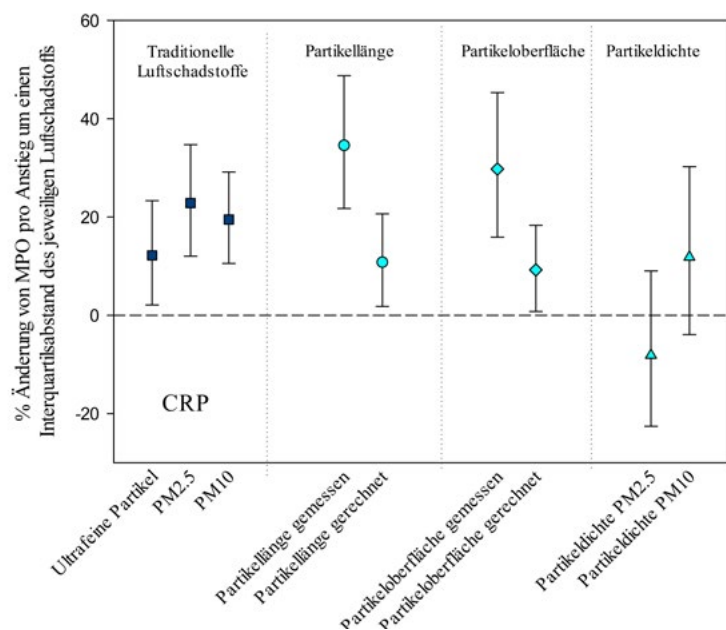 % Änderung von MPO pro Anstieg um einen
Interquartilsabstand des jeweiligen Luftschadstoffs
60
40
20
0
-20
Traditionelle
Luftschadstoffe
Partikellänge
Partikeloberfläche
Partikeldichte
CRP
Ultrafeine Partikel
PM2.5
PM10
Partikellänge gemessen
Partikellänge gerechnet
Partikeloberfläche gemessen
Partikeloberfläche gerechnet
Partikeldichte PM2.5
Partikeldichte PM10